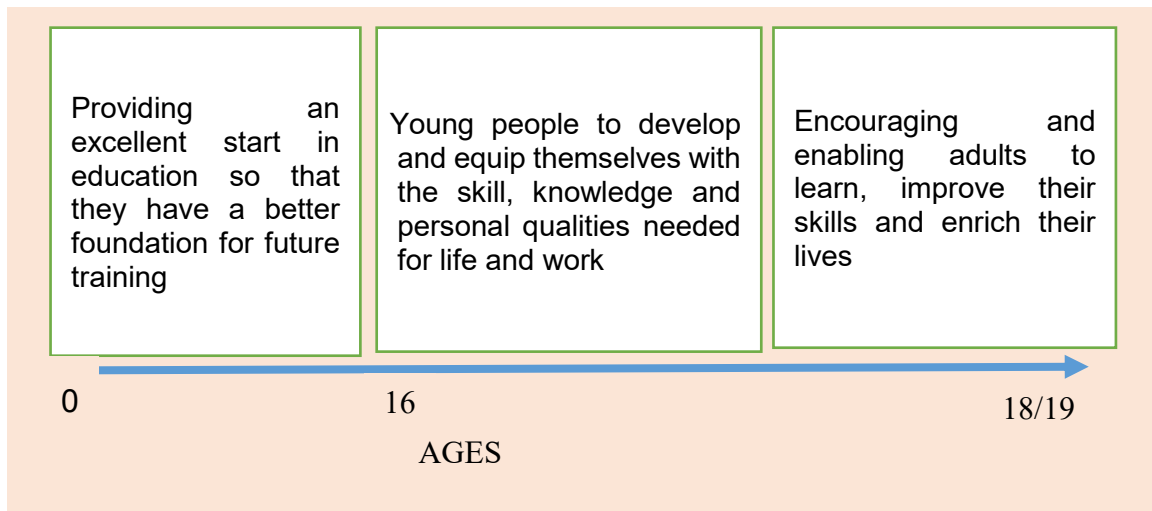 Providing an
excellent start in
education so that
they have a better
foundation for future
training
Young people to develop
and equip themselves with
the skill, knowledge and
personal qualities needed
for life and work
Encouraging and
enabling adults to
learn, improve their
skills and enrich their
lives
0
16
18/19
AGES